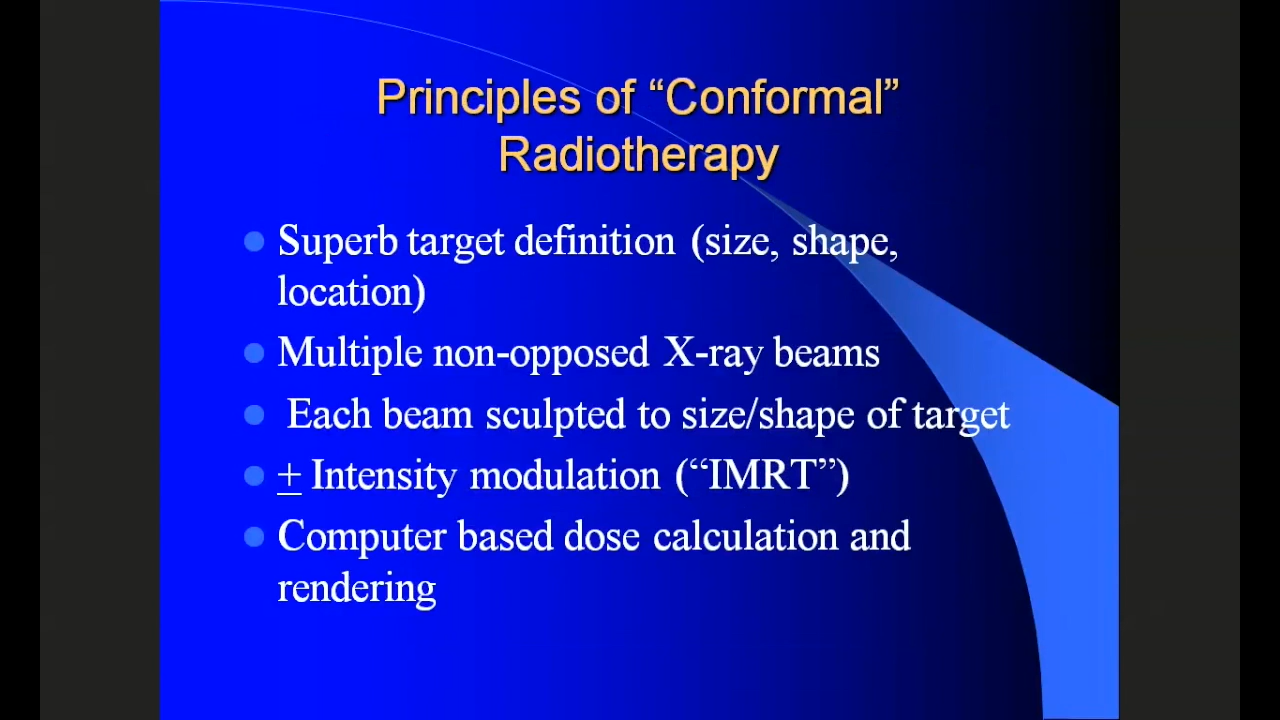 Principles of “Conformal”
Radiotherapy
Superb target definition (size, shape,
location)
Multiple non-opposed X-ray beams
Each beam sculpted to size/shape of target
± Intensity modulation (“IMRT”)
Computer based dose calculation and
rendering